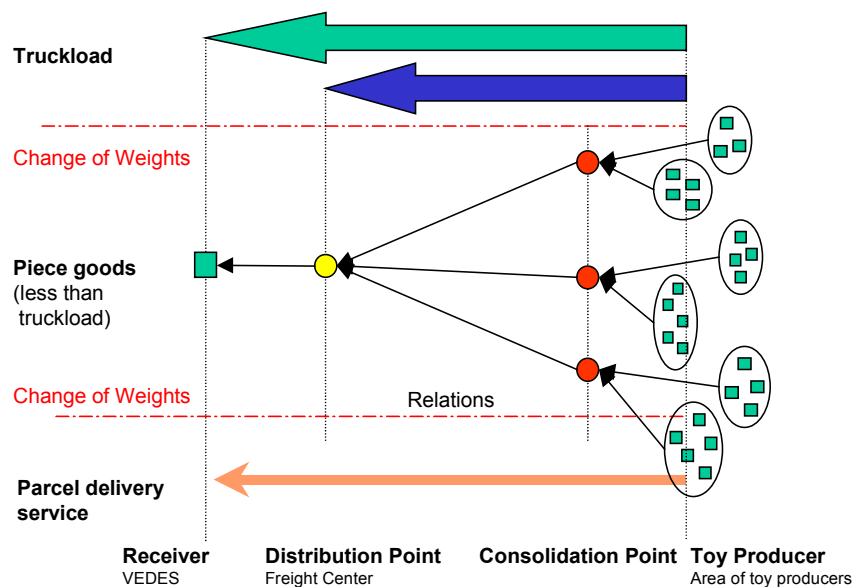 Truckload
Change of Weights
Piece goods
(less than
truckload)
Change of Weights
Relations
Parcel delivery
service
Receiver
VEDES
Distribution Point
Freight Center
Consolidation Point
Toy Producer
Area of toy producers